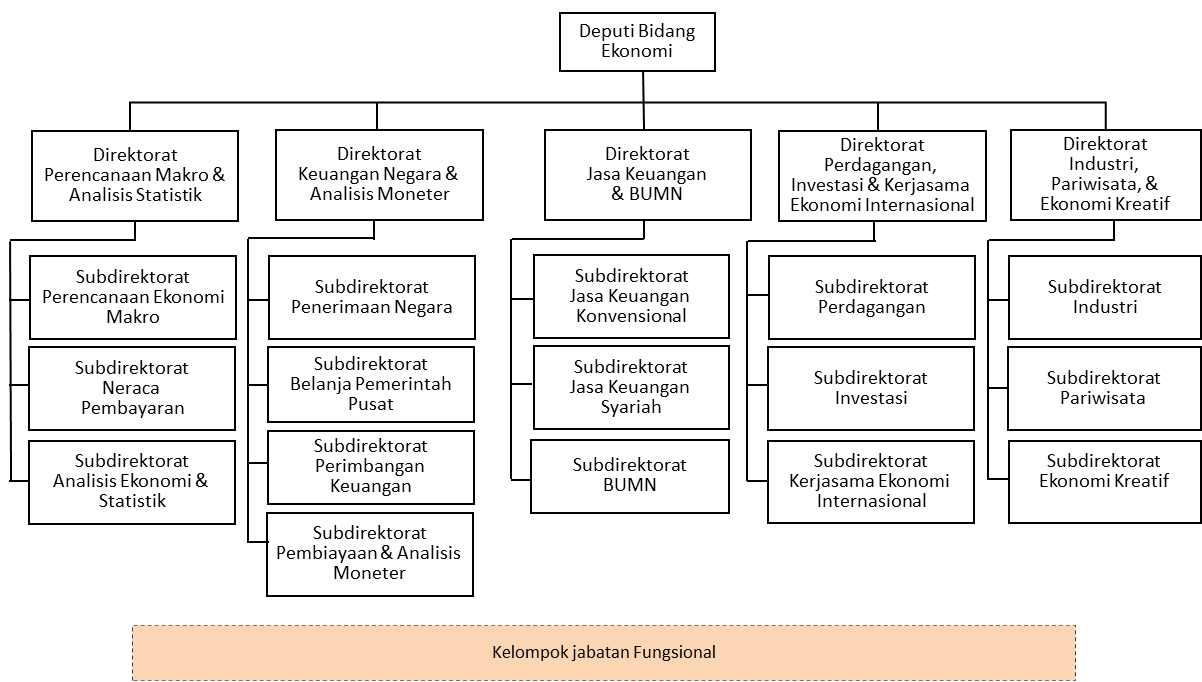 Deputi Bidang
Ekonomi
Direktorat
Perencanaan Makro &
Analisis Statistik
Direktorat
Keuangan Negara &
Analisis Moneter
Direktorat
Jasa Keuangan
& BUMN
Direktorat
Perdagangan,
Investasi & Kerjasama
Ekonomi Internasional
Direktorat
Industri,
Pariwisata, &
Ekonomi Kreatif
Subdirektorat
Perencanaan Ekonomi
Makro
Subdirektorat
Neraca
Pembayaran
Subdirektorat
Analisis Ekonomi &
Statistik
Subdirektorat
Penerimaan Negara
Subdirektorat
Belanja Pemerintah
Pusat
Subdirektorat
Perimbangan
Keuangan
Subdirektorat
Pembiayaan & Analisis
Moneter
Subdirektorat
Jasa Keuangan
Konvensional
Subdirektorat
Jasa Keuangan
Syariah
Subdirektorat
BUMN
Subdirektorat
Perdagangan
Subdirektorat
Investasi
Subdirektorat
Kerjasama Ekonomi
Internasional
Subdirektorat
Industri
Subdirektorat
Pariwisata
Subdirektorat
Ekonomi Kreatif
Kelompok jabatan Fungsional